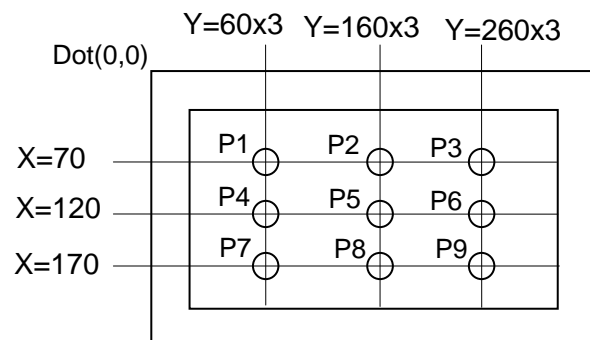 Y=60x3 Y=160x3 Y=260x3
Dot(0,0)
X=70 P1 P2 P3
X=120 P4 P5 P6
X=170 P7 P8 P9